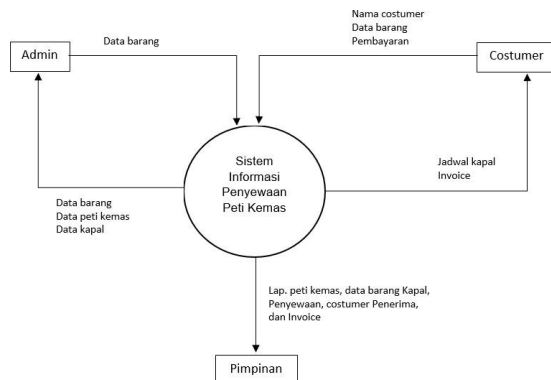 Nama costumer
Data barang
Pembayaran
Data barang
Admin
Costumer
Sistem
Informasi
Penyewaan
Peti Kemas
Jadwal kapal
Invoice
Data barang
Data peti kemas
Data kapal
Lap. peti kemas, data barang Kapal,
Penyewaan, costumer Penerima,
dan Invoice
Pimpinan